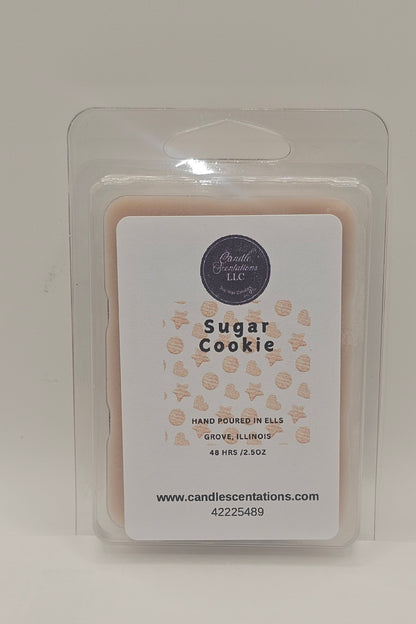 Candle
Scentations
LLC
Sugar
Cookie
HAND POURED IN ELLS
GROVE, ILLINOIS
48 HRS /2.5OZ
www.candlescentations.com
42225489